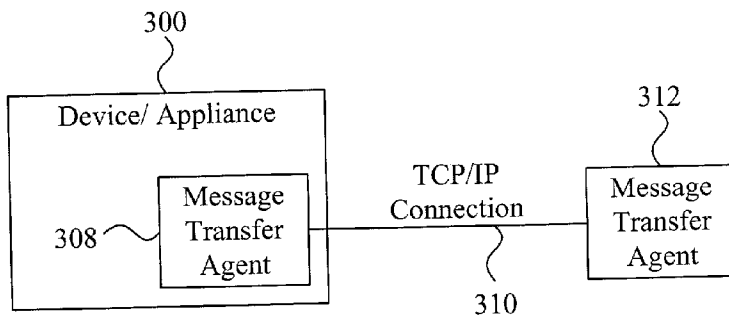 300
Device/ Appliance
312
TCP/IP
Connection
Message
Transfer
Agent
308
Message
Transfer
Agent
310